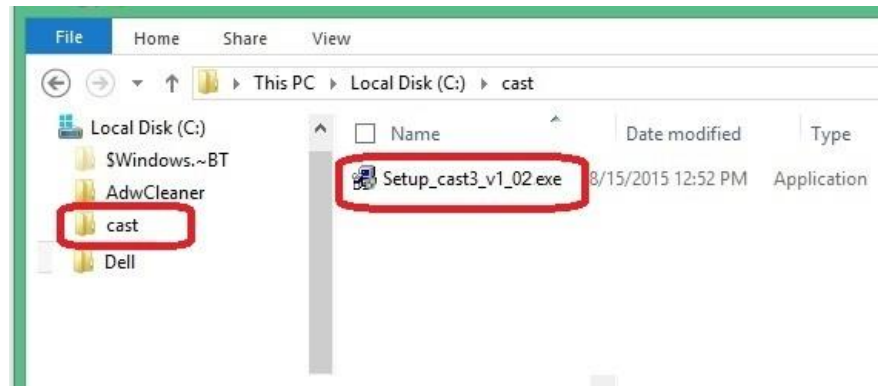 File Home Share View
This PC Local Disk (C:) cast
Local Disk (C:)
$Windows.~BT
AdwCleaner
cast
Dell
Name Date modified Type
Setup_cast3_v1_02.exe 8/15/2015 12:52 PM Application